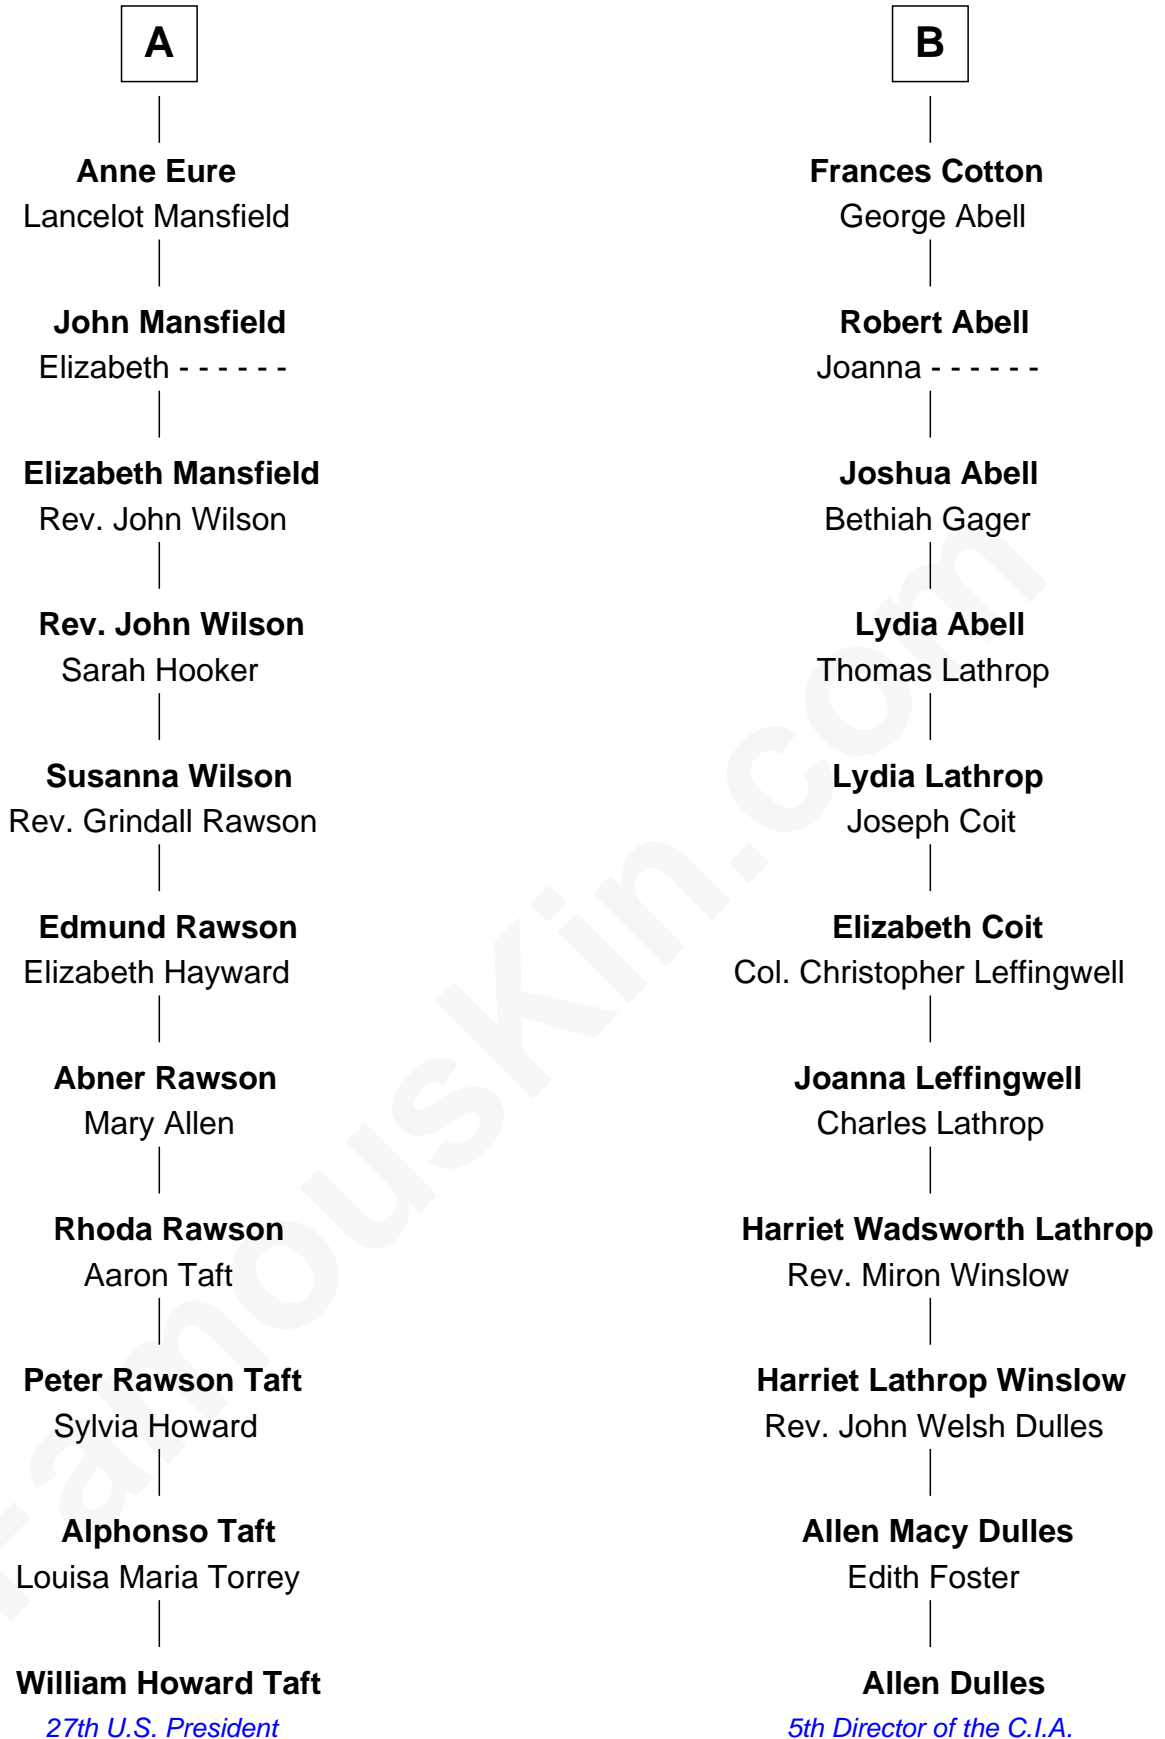 A
Anne Eure
Lancelot Mansfield
John Mansfield
Elizabeth - - - - - -
Elizabeth Mansfield
Rev. John Wilson
Rev. John Wilson
Sarah Hooker
Susanna Wilson
Rev. Grindall Rawson
Edmund Rawson
Elizabeth Hayward
Abner Rawson
Mary Allen
Rhoda Rawson
Aaron Taft
Peter Rawson Taft
Sylvia Howard
Alphonso Taft
Louisa Maria Torrey
William Howard Taft
27th U.S. President
B
Frances Cotton
George Abell
Robert Abell
Joanna - - - - - -
Joshua Abell
Bethiah Gager
Lydia Abell
Thomas Lathrop
Lydia Lathrop
Joseph Coit
Elizabeth Coit
Col. Christopher Leffingwell
Joanna Leffingwell
Charles Lathrop
Harriet Wadsworth Lathrop
Rev. Miron Winslow
Harriet Lathrop Winslow
Rev. John Welsh Dulles
Allen Macy Dulles
Edith Foster
Allen Dulles
5th Director of the C.I.A.
FamousKin.com